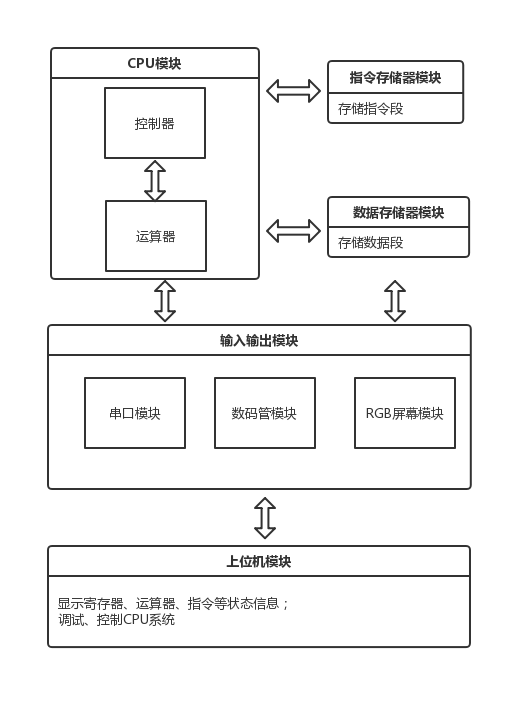 CPU模块
控制器
运算器
指令存储器模块
存储指令段
数据存储器模块
存储数据段
输入输出模块
串口模块
数码管模块
RGB屏幕模块
上位机模块
显示寄存器、运算器、指令等状态信息；
调试、控制CPU系统